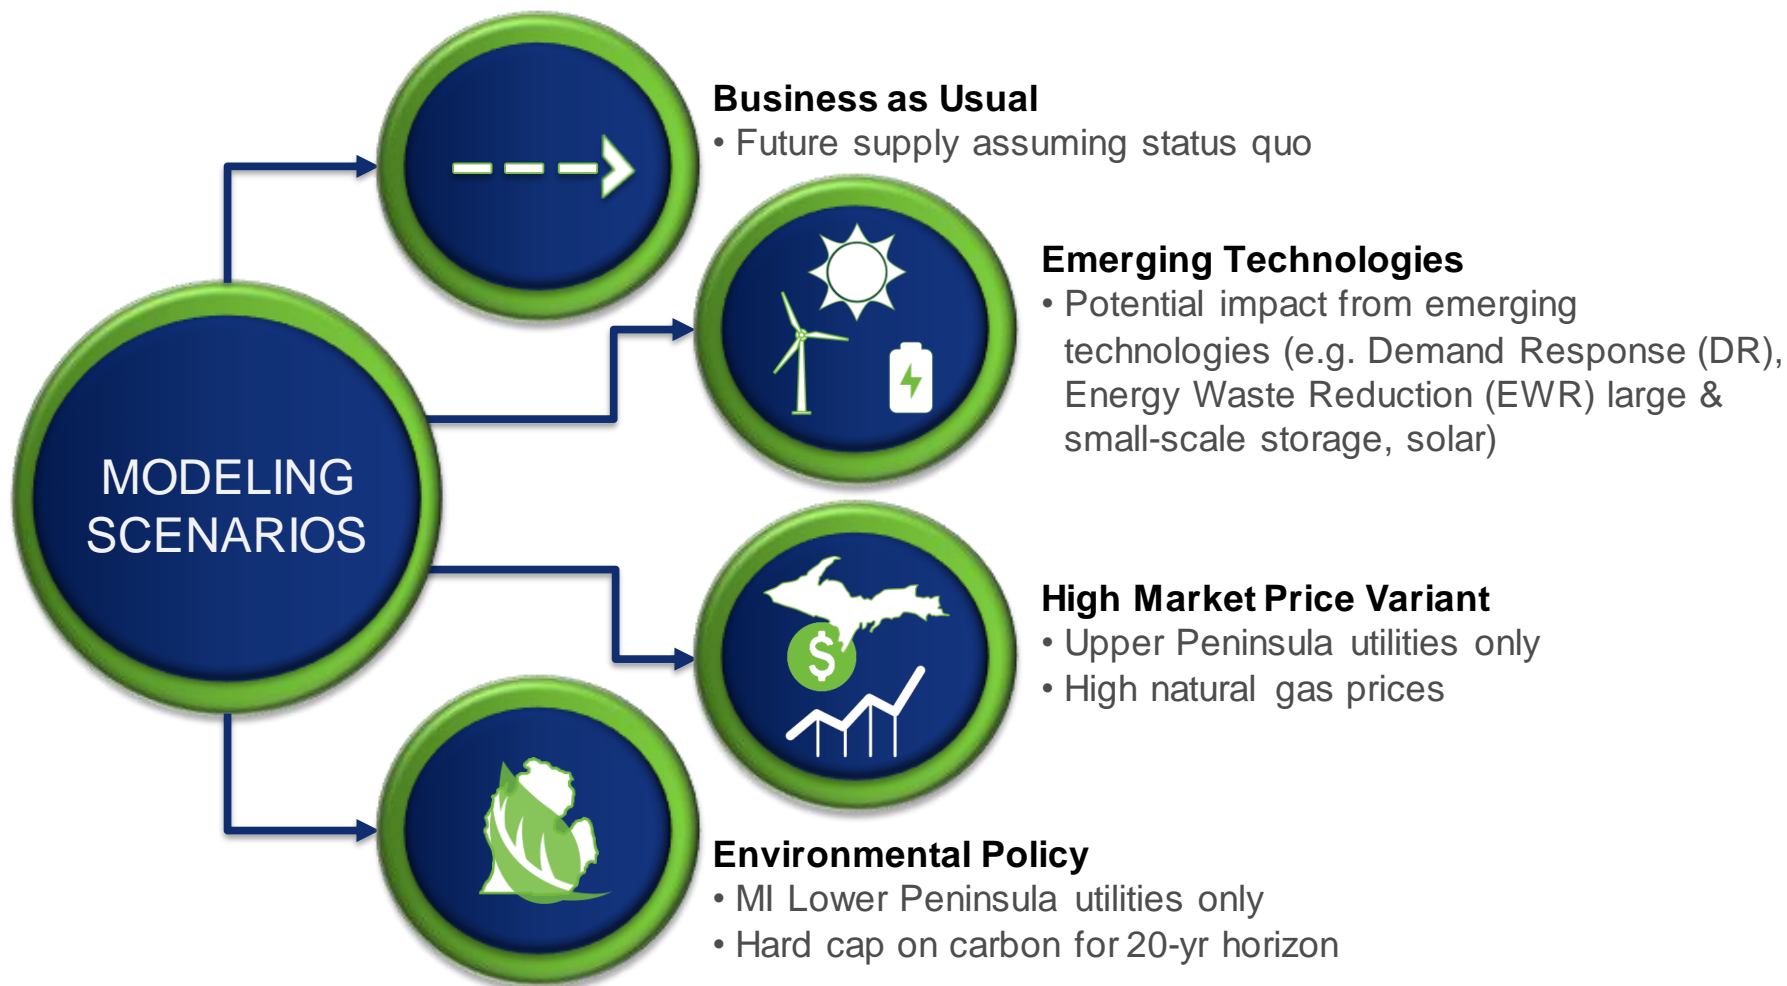 MODELING
SCENARIOS
Business as Usual
• Future supply assuming status quo
Emerging Technologies
• Potential impact from emerging
technologies (e.g. Demand Response (DR),
Energy Waste Reduction (EWR) large &
small-scale storage, solar)
High Market Price Variant
• Upper Peninsula utilities only
• High natural gas prices
$
Environmental Policy
• MI Lower Peninsula utilities only
• Hard cap on carbon for 20-yr horizon